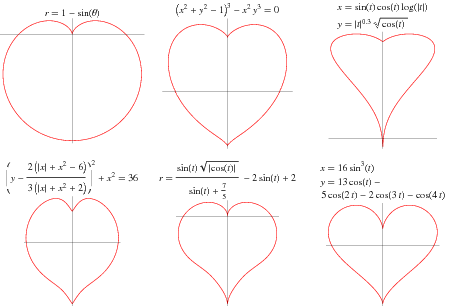 r = 1 − sin(θ)
(x² + y² − 1)³ − x² y³ = 0
x = sin(t) cos(t) log(|t|)
y = |t|^0.3 √cos(t)
(y − 2 (|x| + x² − 6) / 3 (|x| + x² + 2))² + x² = 36
r = sin(t) √|cos(t)| / sin(t) + 7/5 − 2 sin(t) + 2
x = 16 sin³(t)
y = 13 cos(t) −
5 cos(2 t) − 2 cos(3 t) − cos(4 t)